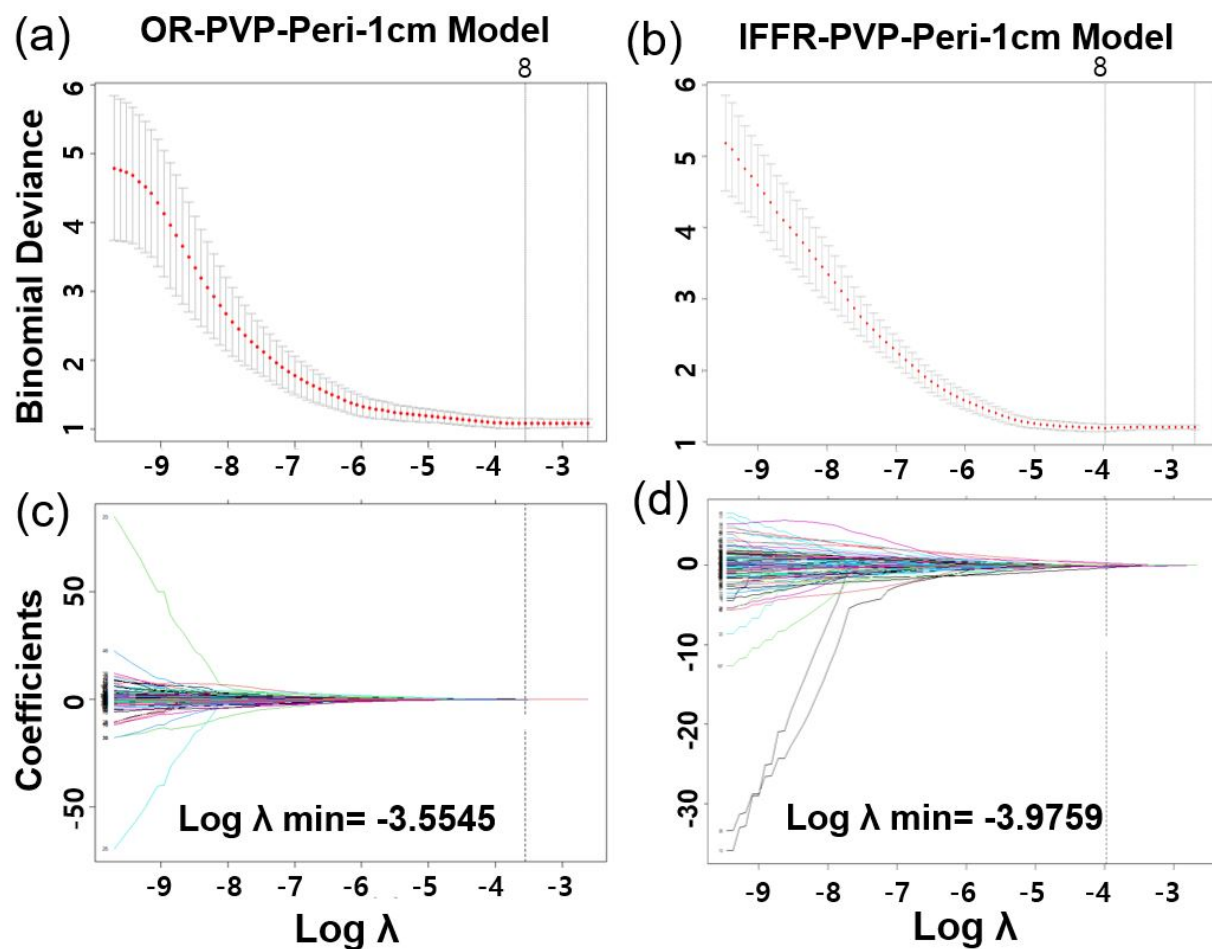 (a) OR-PVP-Peri-1cm Model
(b) IFFR-PVP-Peri-1cm Model
8
8
Binomial Deviance
6
5
4
3
2
1
-9 -8 -7 -6 -5 -4 -3
6
5
4
3
2
1
-9 -8 -7 -6 -5 -4 -3
(c)
Coefficients
50
0
-50
Log λ min= -3.5545
-9 -8 -7 -6 -5 -4 -3
Log λ
(d)
0
-10
-20
-30
Log λ min= -3.9759
-9 -8 -7 -6 -5 -4 -3
Log λ